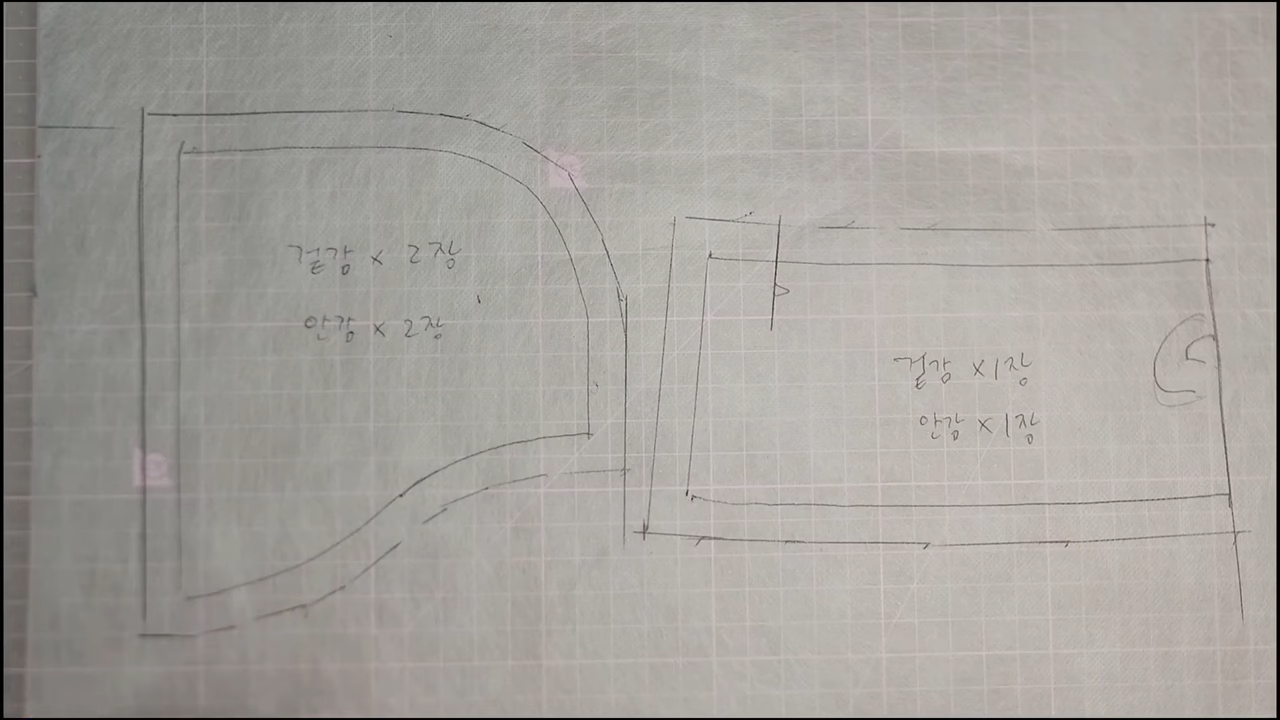 겉감 x 2장
안감 x 2장
겉감 x 1장
안감 x 1장